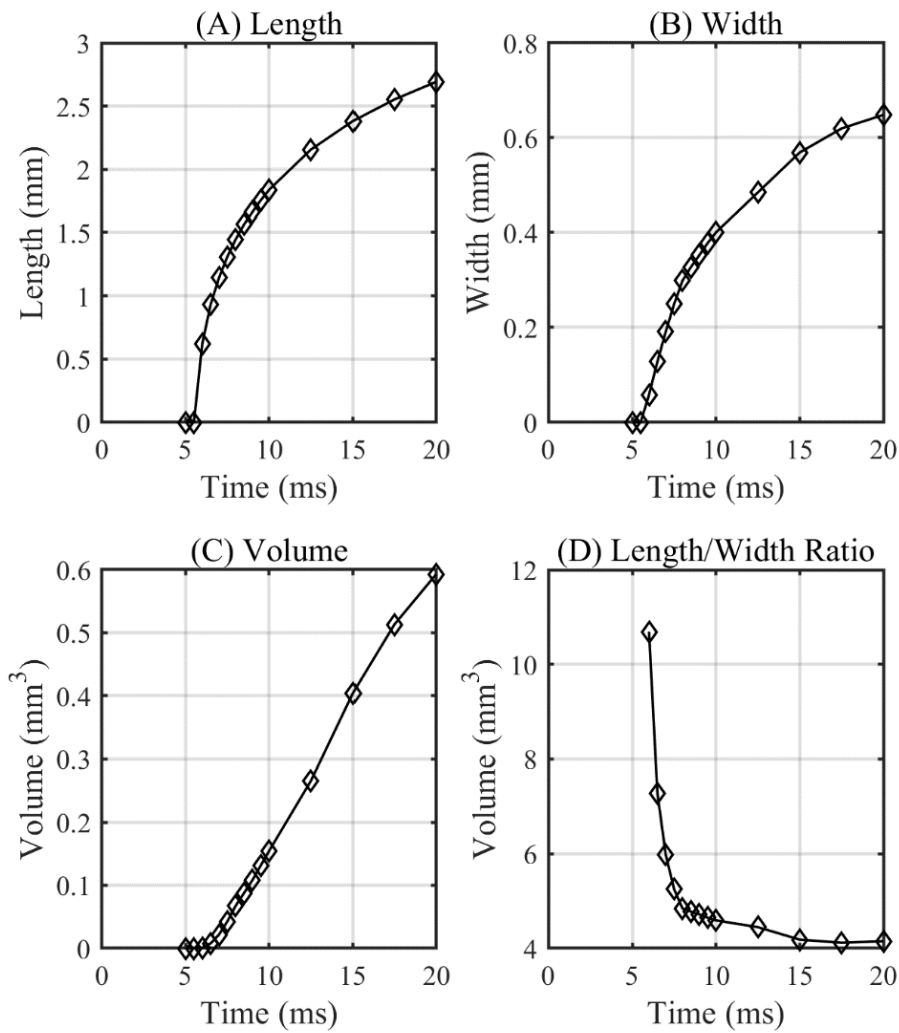 (A) Length
3
2.5
2
1.5
1
0.5
0
Length (mm)
0 5 10 15 20
Time (ms)
(B) Width
0.8
0.6
0.4
0.2
0
Width (mm)
0 5 10 15 20
Time (ms)
(C) Volume
0.6
0.5
0.4
0.3
0.2
0.1
0
Volume (mm³)
0 5 10 15 20
Time (ms)
(D) Length/Width Ratio
12
10
8
6
4
Volume (mm³)
0 5 10 15 20
Time (ms)